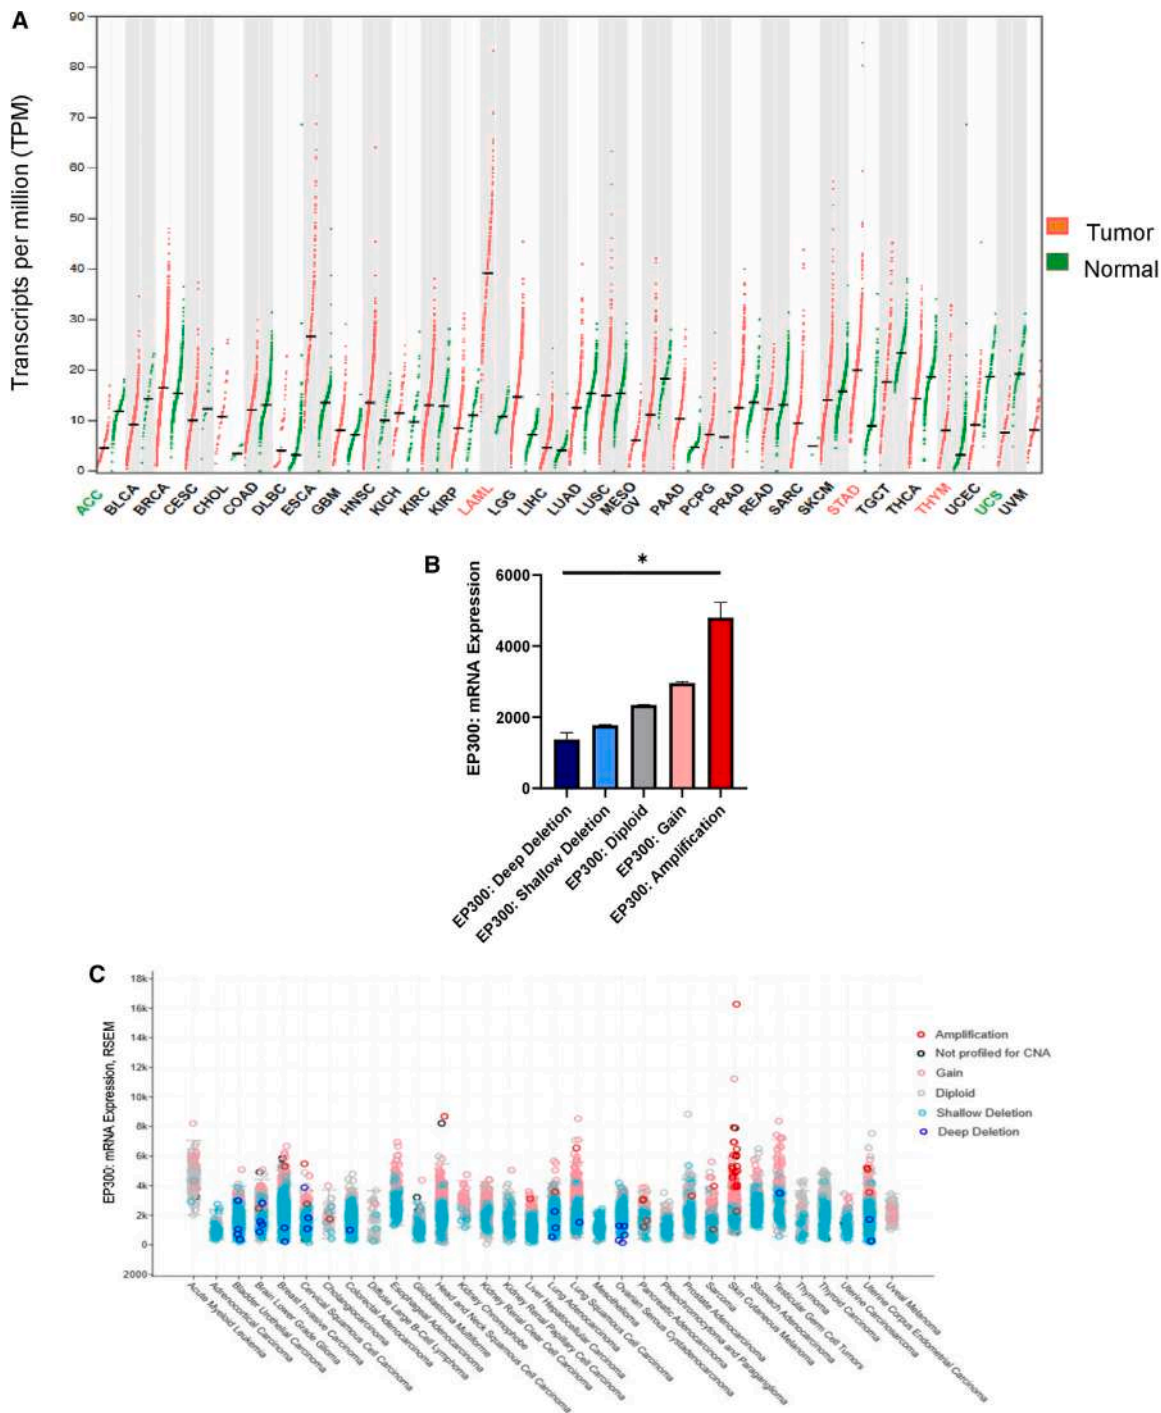 A
Transcripts per million (TPM)
90
80
70
60
50
40
30
20
10
0
ACC
BLCA
BRCA
CESC
CHOL
COAD
DLBC
ESCA
GBM
HNSC
KICH
KIRC
KIRP
LAML
LGG
LIHC
LUAD
LUSC
MESO
OV
PAAD
PCPG
PRAD
READ
SARC
SKCM
STAD
TGCT
THCA
THYM
UCEC
UCS
UVM
Tumor
Normal
B
EP300: mRNA Expression
6000
4000
2000
0
*
EP300: Deep Deletion
EP300: Shallow Deletion
EP300: Diploid
EP300: Gain
EP300: Amplification
C
EP300: mRNA Expression, RSEM
18k
16k
14k
12k
10k
8k
6k
4k
2k
0
2000
Acute Myeloid Leukemia
Adrenocortical Carcinoma
Bladder Urothelial Carcinoma
Brain Lower Grade Glioma
Breast Invasive Carcinoma
Cervical Squamous Cell Carcinoma
Cholangiocarcinoma
Colorectal Adenocarcinoma
Diffuse Large B-Cell Lymphoma
Esophageal Adenocarcinoma
Glioblastoma Multiforme
Head and Neck Squamous Cell Carcinoma
Kidney Chromophobe
Kidney Renal Clear Cell Carcinoma
Kidney Renal Papillary Cell Carcinoma
Liver Hepatocellular Carcinoma
Lung Adenocarcinoma
Lung Squamous Cell Carcinoma
Mesothelioma
Ovarian Serous Cystadenocarcinoma
Pancreatic Adenocarcinoma
Pheochromocytoma and Paraganglioma
Prostate Adenocarcinoma
Sarcoma
Skin Cutaneous Melanoma
Stomach Adenocarcinoma
Testicular Germ Cell Tumors
Thymoma
Thyroid Carcinoma
Uterine Carcinosarcoma
Uterine Corpus Endometrial Carcinoma
Uveal Melanoma
Amplification
Not profiled for CNA
Gain
Diploid
Shallow Deletion
Deep Deletion